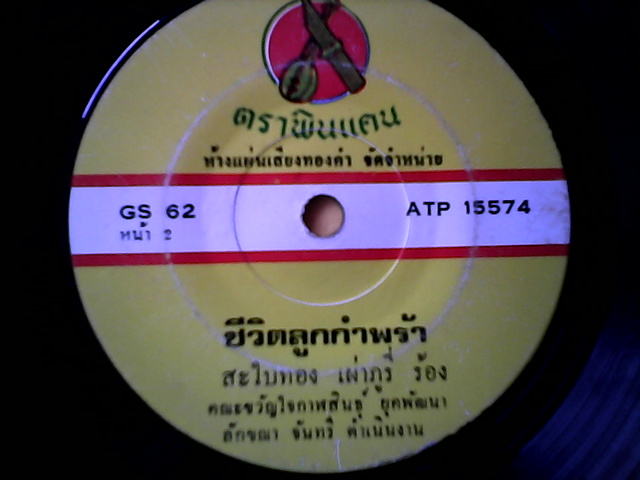 ตราพิณแคน
ห้างแผ่นเสียงทองคำ จัดจำหน่าย
GS 62 ATP 15574
หน้า 2
ชีวิตลูกกำพร้า
สะใบทอง เผ่าภูรี่ ร้อง
คณะขวัญใจกาฬสินธุ์ ยุคพัฒนา
ลักขณา จันทร์ ดำเนินงาน